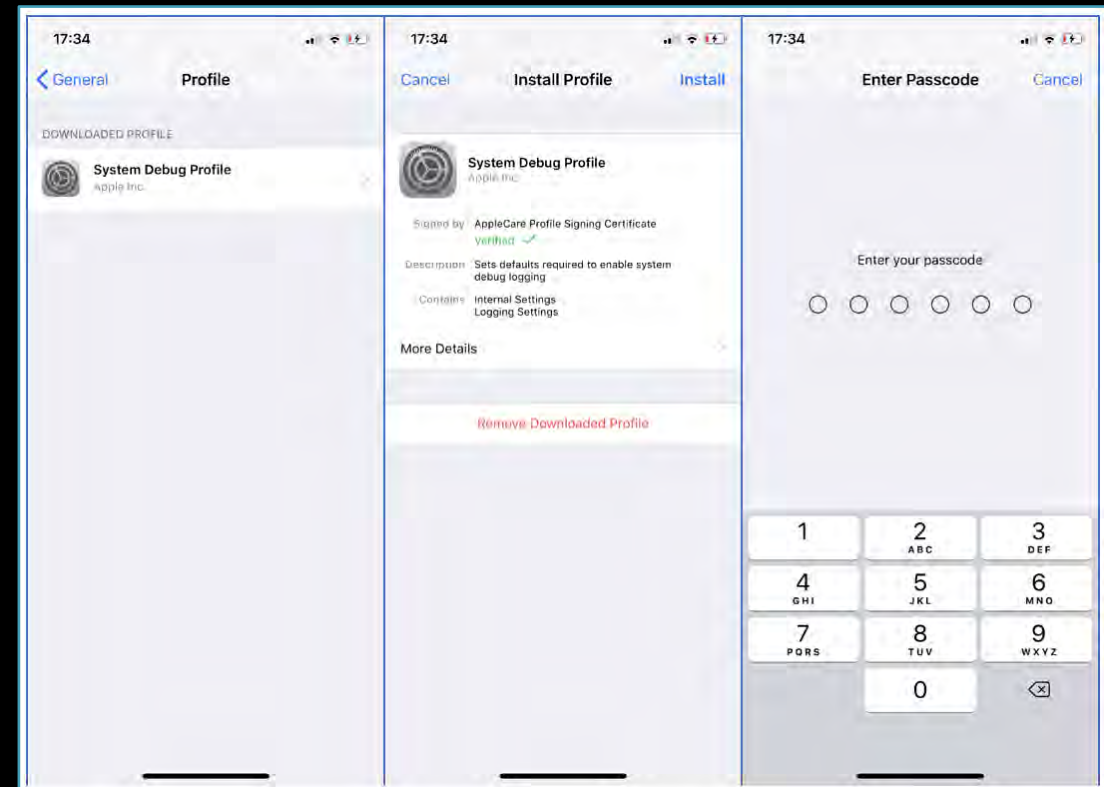 17:34
General
Profile
DOWNLOADED PROFILE
System Debug Profile
Apple Inc.
17:34
Cancel
Install Profile
Install
System Debug Profile
Apple Inc.
Signed by AppleCare Profile Signing Certificate
Verified
Description Sets defaults required to enable system
debug logging
Contains Internal Settings
Logging Settings
More Details
Remove Downloaded Profile
17:34
Enter Passcode
Cancel
Enter your passcode
1 2 3
ABC DEF
4 5 6
GHI JKL MNO
7 8 9
PQRS TUV WXYZ
0